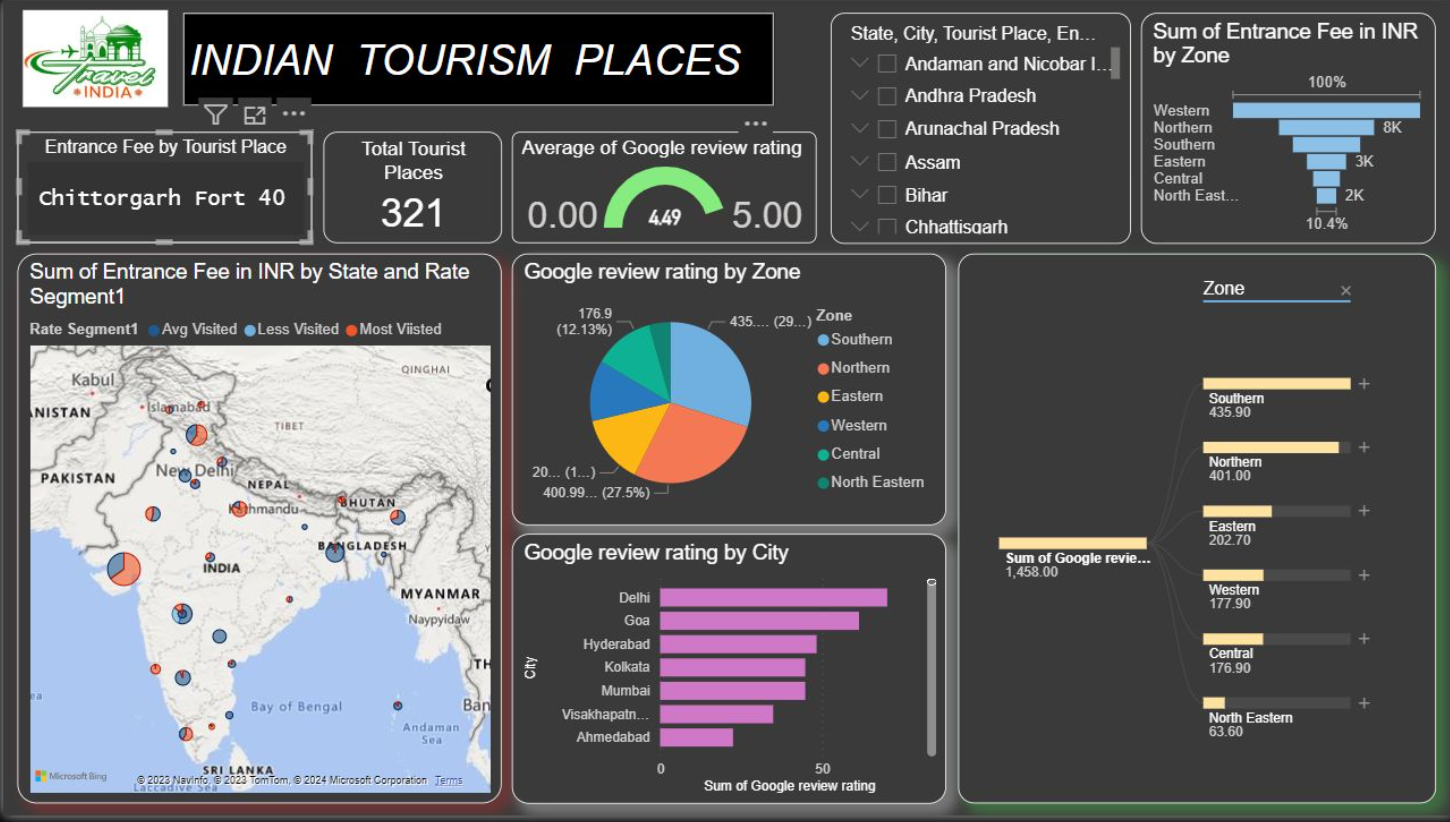 Travel
INDIA
INDIAN TOURISM PLACES
Entrance Fee by Tourist Place
Chittorgarh Fort 40
Total Tourist
Places
321
Average of Google review rating
0.00
4.49
5.00
State, City, Tourist Place, En...
Andaman and Nicobar I...
Andhra Pradesh
Arunachal Pradesh
Assam
Bihar
Chhattisgarh
Sum of Entrance Fee in INR
by Zone
100%
Western
Northern 8K
Southern
Eastern 3K
Central
North East... 2K
10.4%
Sum of Entrance Fee in INR by State and Rate
Segment1
Rate Segment1 Avg Visited Less Visited Most Viisted
Kabul
QINGHAI
Islamabad
TIBET
New Delhi
PAKISTAN
NEPAL
BHUTAN
Kathmandu
BANGLADESH
INDIA
MYANMAR
Naypyidaw
Bay of Bengal
Andaman
Sea
SRI LANKA
Microsoft Bing
© 2023 NavInfo, © 2023 TomTom, © 2024 Microsoft Corporation Terms
Laccadive Sea
Google review rating by Zone
176.9
(12.13%)
435.... (29...)
20... (1...)
400.99... (27.5%)
Zone
Southern
Northern
Eastern
Western
Central
North Eastern
Google review rating by City
City
Delhi
Goa
Hyderabad
Kolkata
Mumbai
Visakhapatn...
Ahmedabad
0 50
Sum of Google review rating
Zone
Sum of Google revie...
1,458.00
Southern
435.90
Northern
401.00
Eastern
202.70
Western
177.90
Central
176.90
North Eastern
63.60